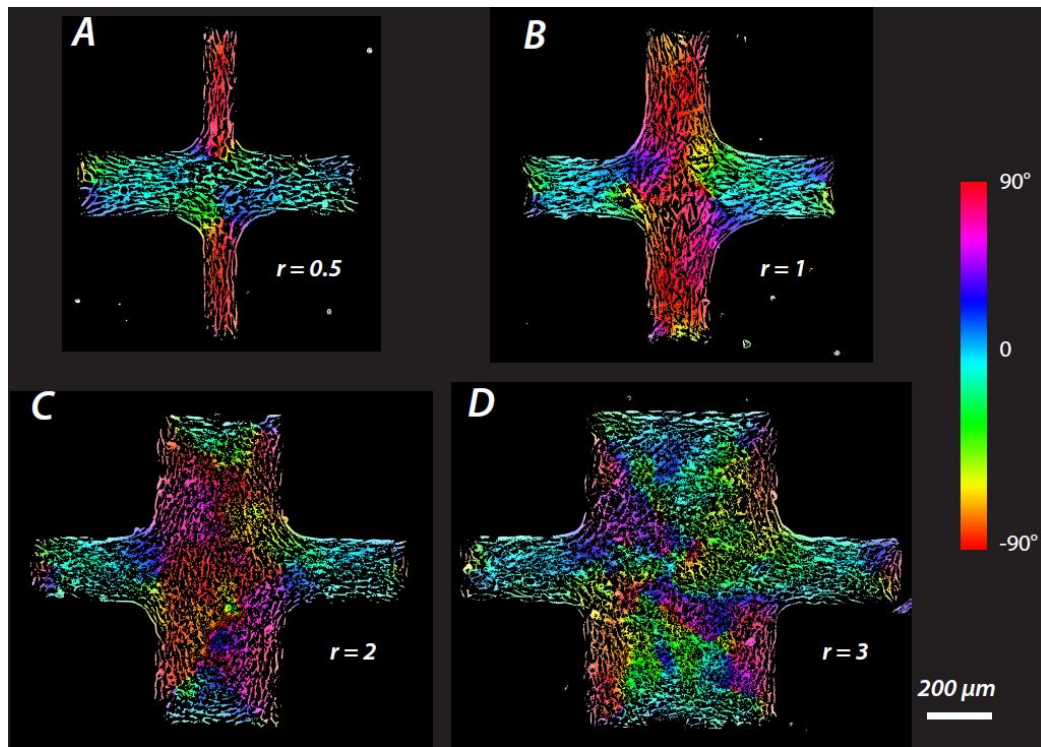 A
B
r = 0.5
r = 1
90°
0
-90°
C
D
r = 2
r = 3
200 μm